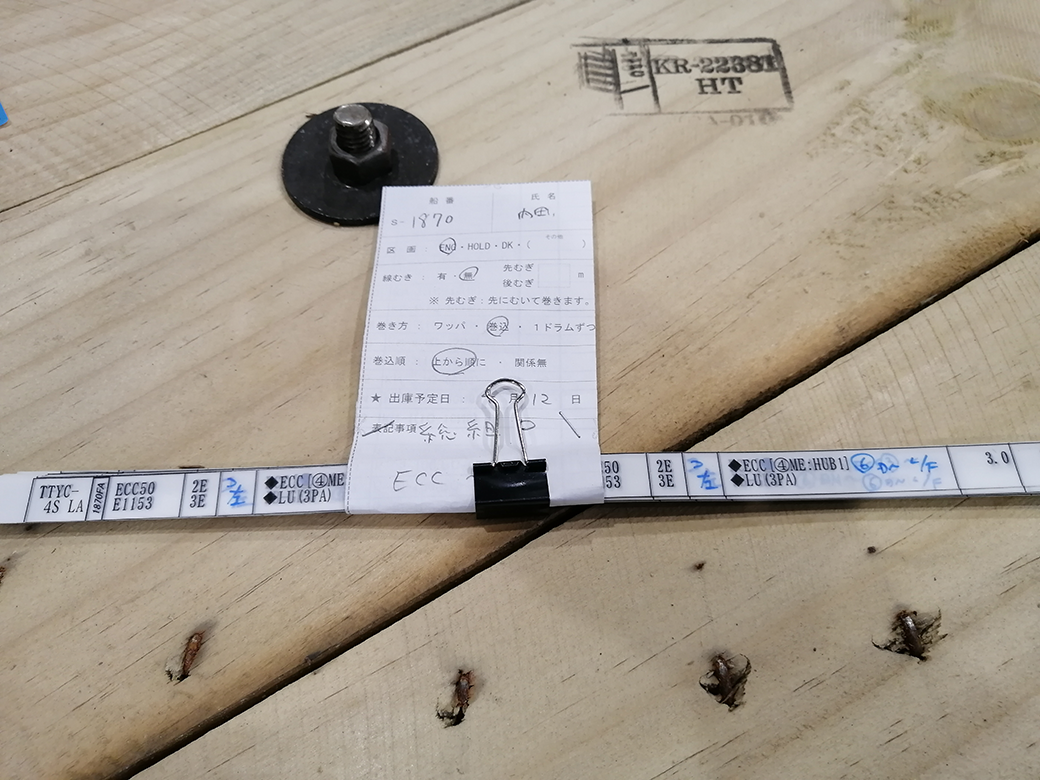 KR-22381
HT
船番 氏名
S-1870 内田.
区画 : ENG・HOLD・DK・( その他 )
線むき : 有・無 先むぎ
後むぎ m
※ 先むぎ : 先にむいて巻きます。
巻き方 : ワッパ ・ 巻込 ・ 1ドラムずつ
巻込順 : 上から順に ・ 関係無
★ 出庫予定日 : 月 12 日
表記事項
ECC
TTYC-
4S LA
1870FA
ECC50
E1153
2E
3E
左
◆ECC[④ME
◆LU(3PA)
50
53
2E
3E
左
◆ECC[④ME:HUB1]
◆LU(3PA)
⑥DN L/F
3.0